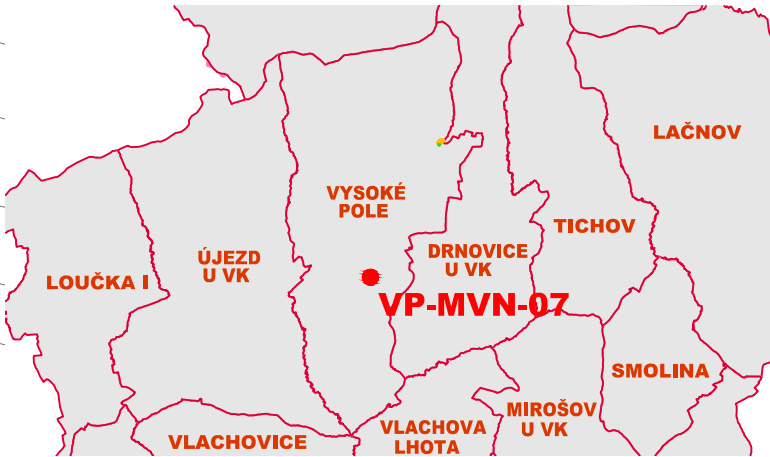 LAČNOV
VYSOKÉ
POLE
TICHOV
ÚJEZD
U VK
DRNOVICE
U VK
LOUČKA I
VP-MVN-07
SMOLINA
MIROŠOV
U VK
VLACHOVICE
VLACHOVA
LHOTA